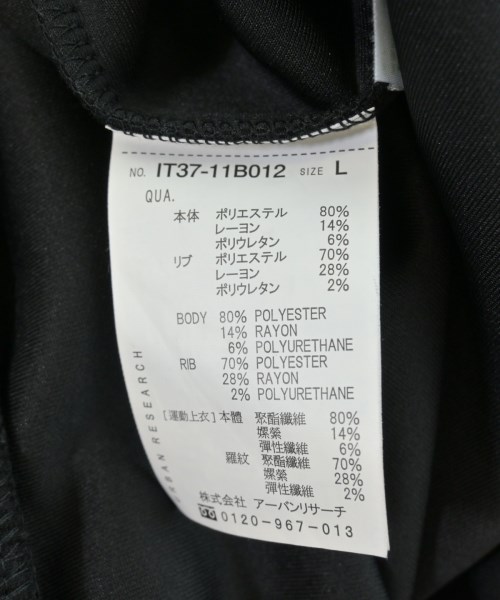 NO. IT37-11B012 SIZE L
QUA.
本体 ポリエステル 80%
レーヨン 14%
ポリウレタン 6%
リブ ポリエステル 70%
レーヨン 28%
ポリウレタン 2%
BODY 80% POLYESTER
14% RAYON
6% POLYURETHANE
RIB 70% POLYESTER
28% RAYON
2% POLYURETHANE
[運動上衣]本體 聚酯纖維 80%
嫘縈 14%
彈性纖維 6%
羅紋 聚酯纖維 70%
嫘縈 28%
彈性纖維 2%
株式会社 アーバンリサーチ
0120-967-013
URBAN RESEARCH